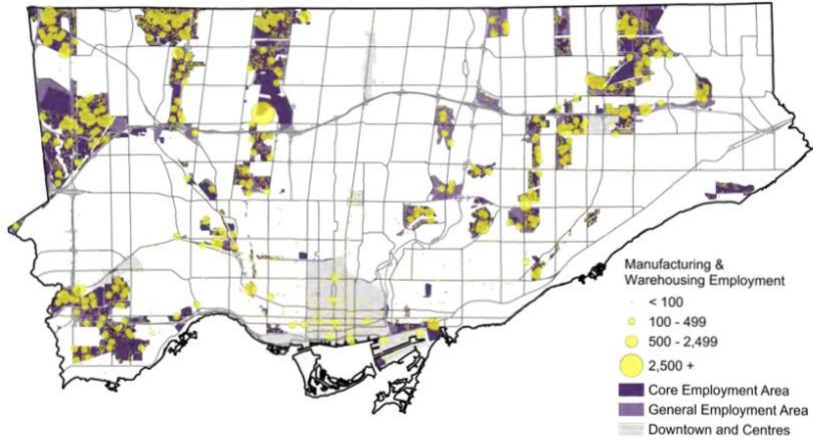 Manufacturing &
Warehousing Employment
< 100
100 - 499
500 - 2,499
2,500 +
Core Employment Area
General Employment Area
Downtown and Centres